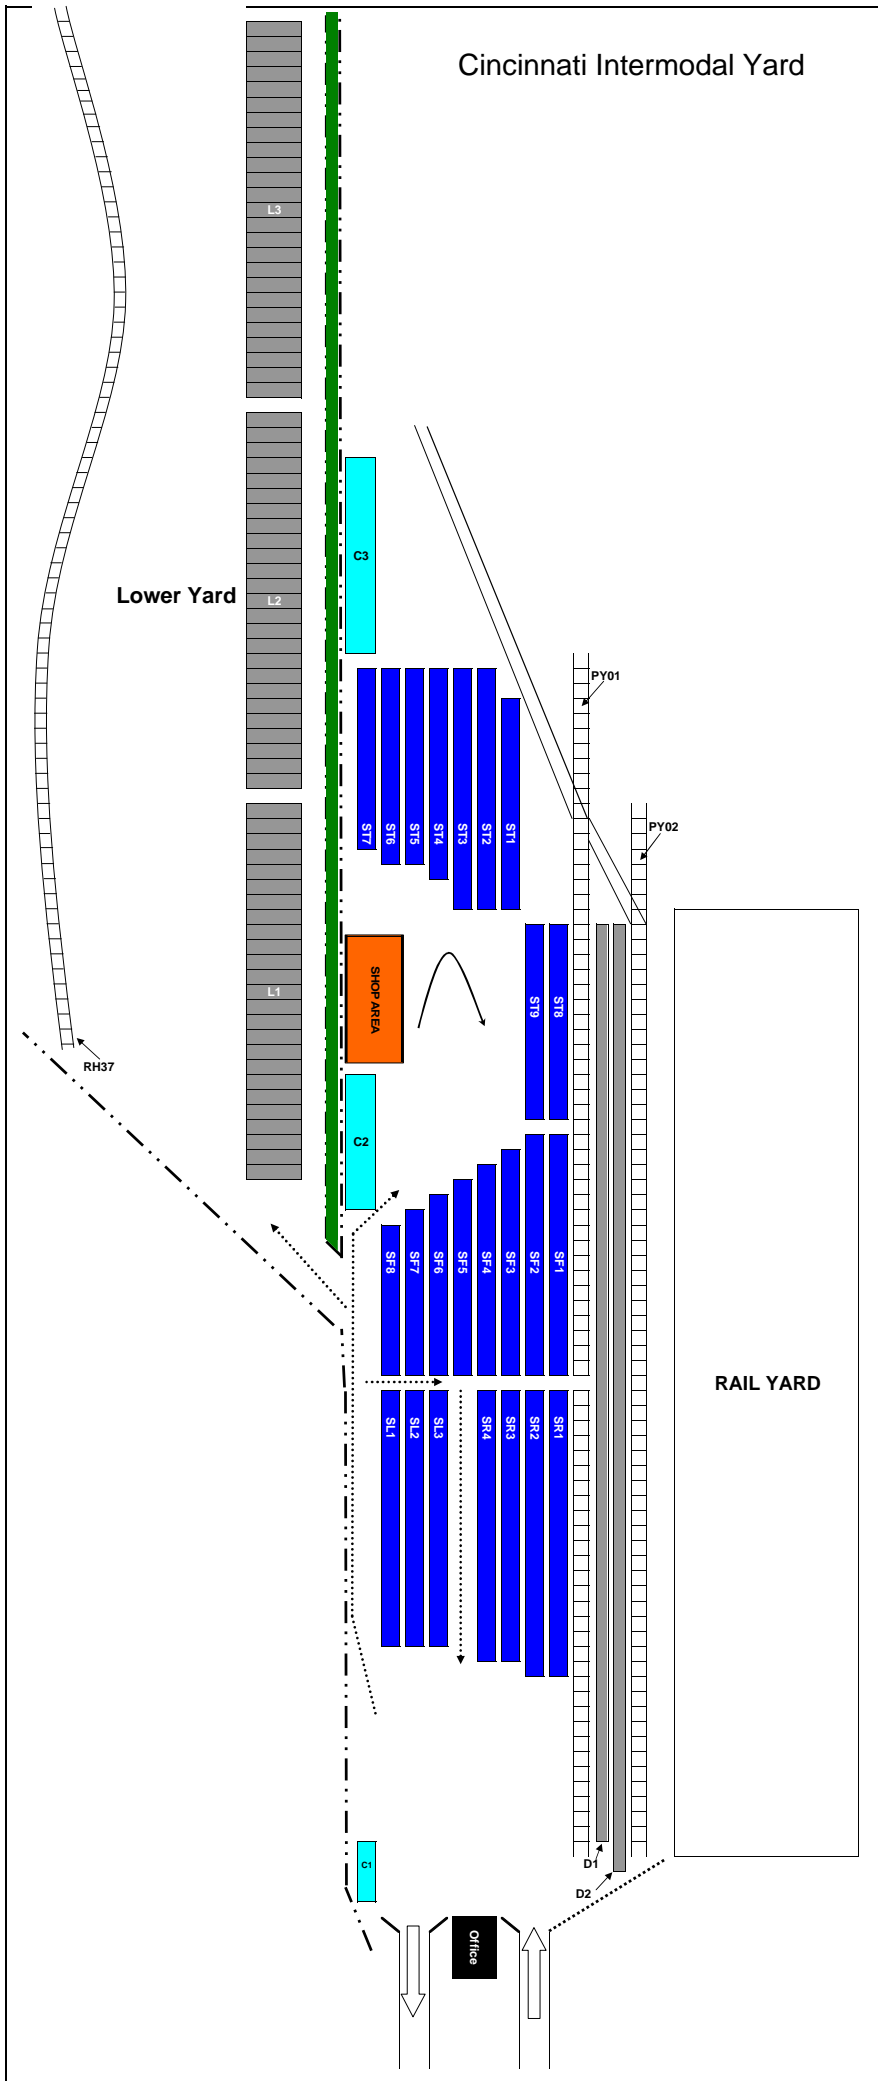 Cincinnati Intermodal Yard
L3
C3
Lower Yard
L2
PY01
PY02
ST7
ST6
ST5
ST4
ST3
ST2
ST1
SHOP AREA
L1
ST9
ST8
RH37
C2
SF8
SF7
SF6
SF5
SF4
SF3
SF2
SF1
RAIL YARD
SL1
SL2
SL3
SR4
SR3
SR2
SR1
C1
D1
D2
Office